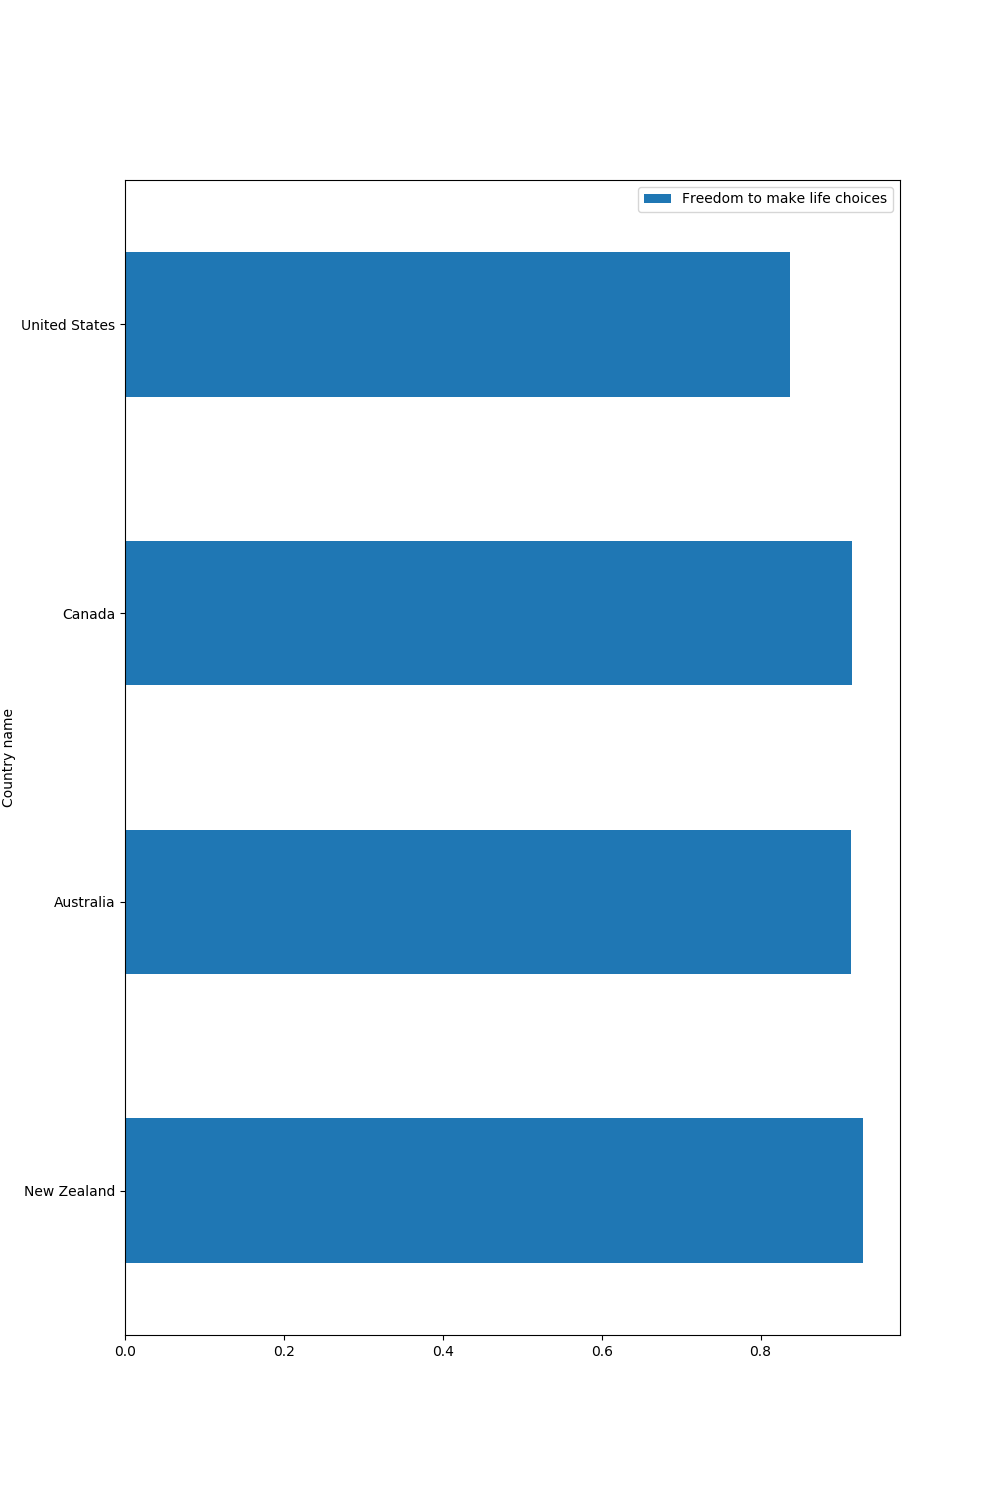 Freedom to make life choices
United States
Canada
Country name
Australia
New Zealand
0.0 0.2 0.4 0.6 0.8